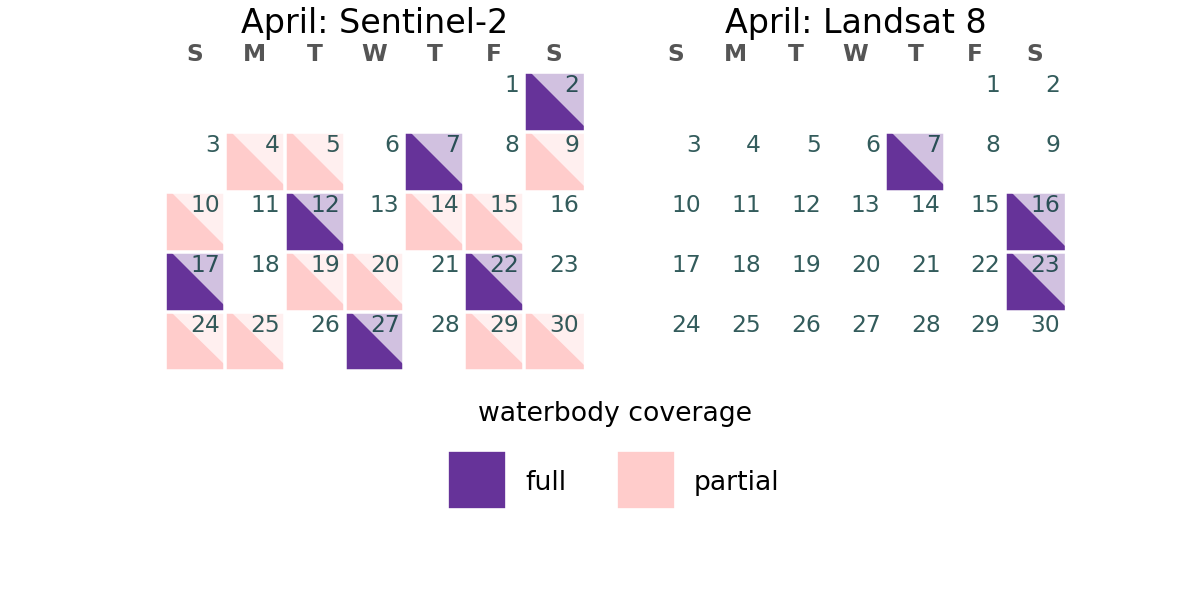 April: Sentinel-2
S M T W T F S
1 2
3 4 5 6 7 8 9
10 11 12 13 14 15 16
17 18 19 20 21 22 23
24 25 26 27 28 29 30
April: Landsat 8
S M T W T F S
1 2
3 4 5 6 7 8 9
10 11 12 13 14 15 16
17 18 19 20 21 22 23
24 25 26 27 28 29 30
waterbody coverage
full partial